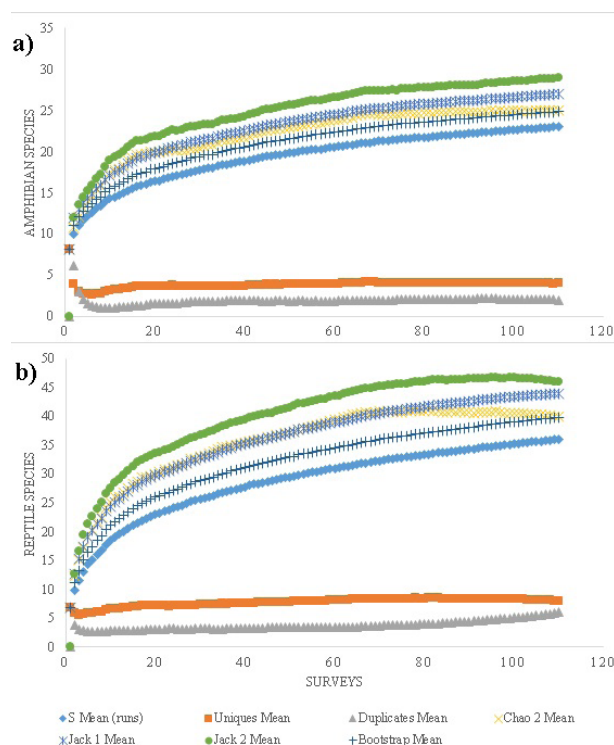 a)
35
30
25
20
15
10
5
0
AMPHIBIAN SPECIES
0 20 40 60 80 100 120
b)
50
45
40
35
30
25
20
15
10
5
0
REPTILE SPECIES
0 20 40 60 80 100 120
SURVEYS
S Mean (runs) Uniques Mean Duplicates Mean Chao 2 Mean
Jack 1 Mean Jack 2 Mean Bootstrap Mean